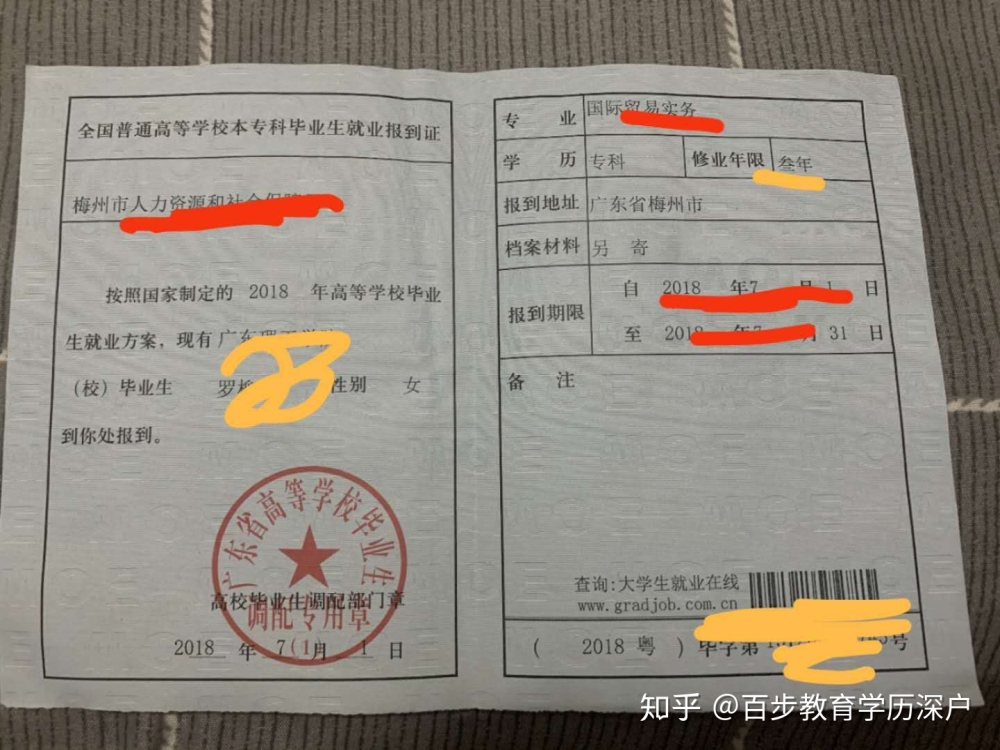 全国普通高等学校本专科毕业生就业报到证
梅州市人力资源和社会保障
按照国家制定的 2018 年高等学校毕业
生就业方案，现有广东
（校）毕业生 罗 性别 女
到你处报到。
广东省高等学校毕业生
调配专用章
(1)
高校毕业生调配部门章
2018 年 7 月 1 日
专 业 国际贸易实务
学 历 专科 修业年限 叁年
报到地址 广东省梅州市
档案材料 另 寄
报到期限 自 2018 年7 月 1 日
至 2018 年7 月 31 日
备 注
查询:大学生就业在线
www.gradjob.com.cn
( 2018 粤 ) 毕字第 号
知乎 @百步教育学历深户